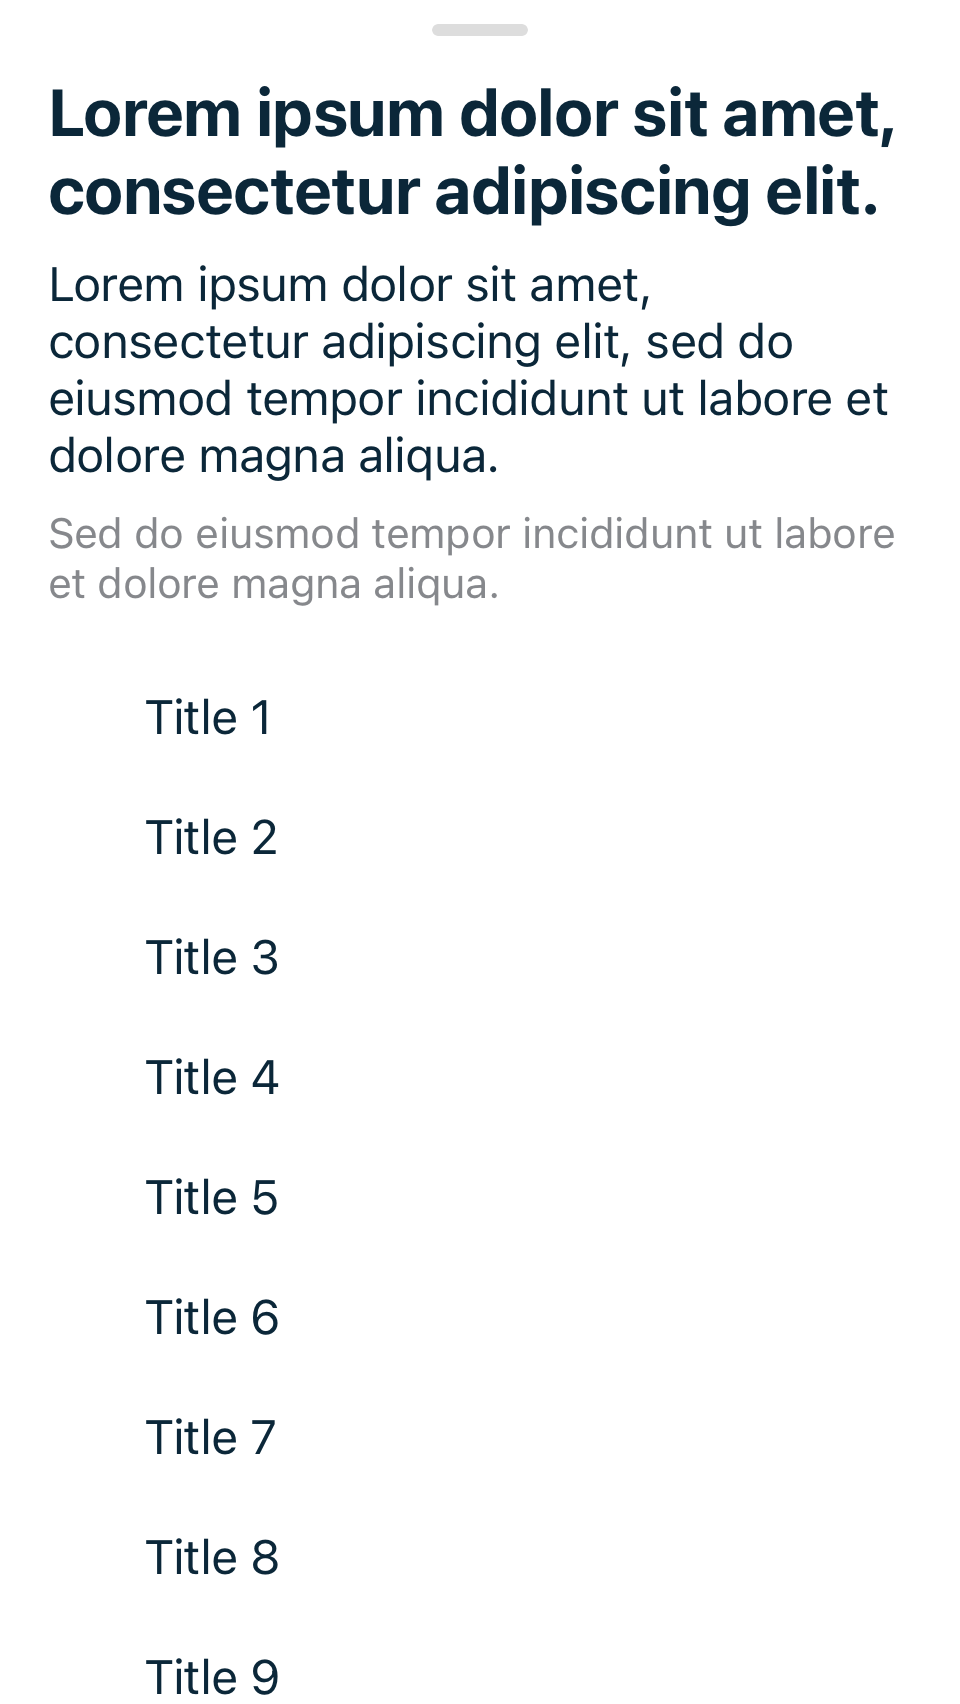 Lorem ipsum dolor sit amet,
consectetur adipiscing elit.
Lorem ipsum dolor sit amet,
consectetur adipiscing elit, sed do
eiusmod tempor incididunt ut labore et
dolore magna aliqua.
Sed do eiusmod tempor incididunt ut labore
et dolore magna aliqua.
Title 1
Title 2
Title 3
Title 4
Title 5
Title 6
Title 7
Title 8
Title 9